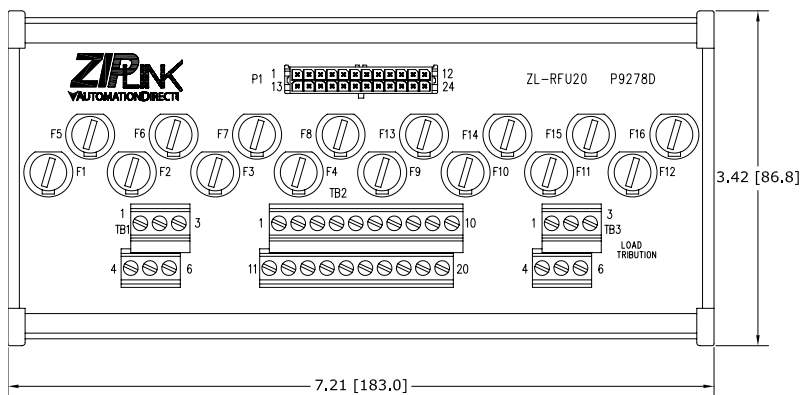 ZIPLINK
AUTOMATIONDIRECT
P1 1 12
13 24
ZL-RFU20 P9278D
F5 F6 F7 F8 F13 F14 F15 F16
F1 F2 F3 F4 F9 F10 F11 F12
TB2
1 3 1 10 1 3
TB1 TB3
LOAD
TRIBUTION
4 6 11 20 4 6
3.42 [86.8]
7.21 [183.0]